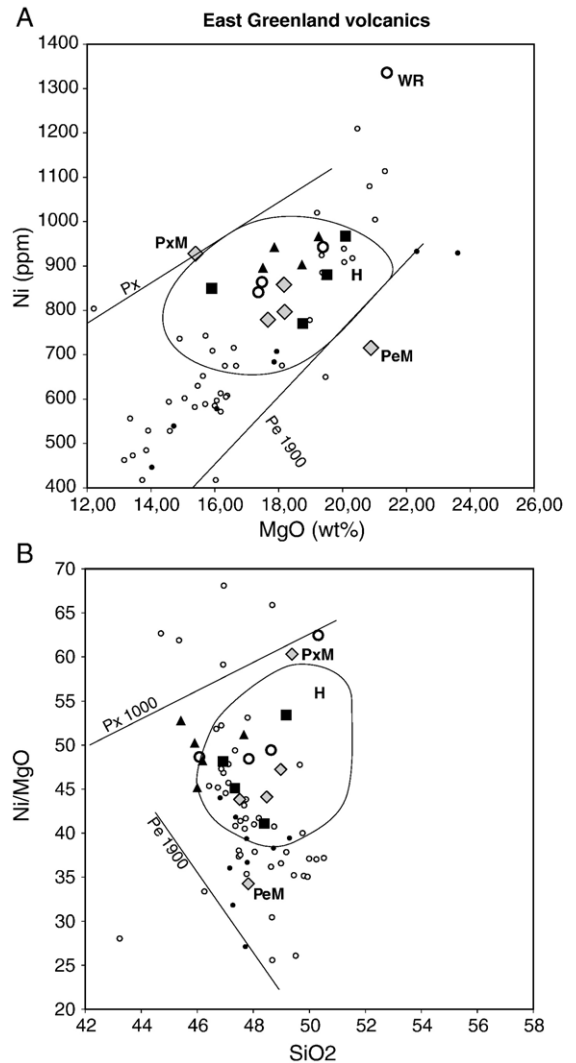 A
East Greenland volcanics
1400
1300
1200
1100
1000
900
800
700
600
500
400
Ni (ppm)
WR
PxM
Px
H
PeM
Pe 1900
12,00 14,00 16,00 18,00 20,00 22,00 24,00 26,00
MgO (wt%)
B
70
65
60
55
50
45
40
35
30
25
20
Ni/MgO
PxM
H
Px 1000
Pe 1900
PeM
42 44 46 48 50 52 54 56 58
SiO2